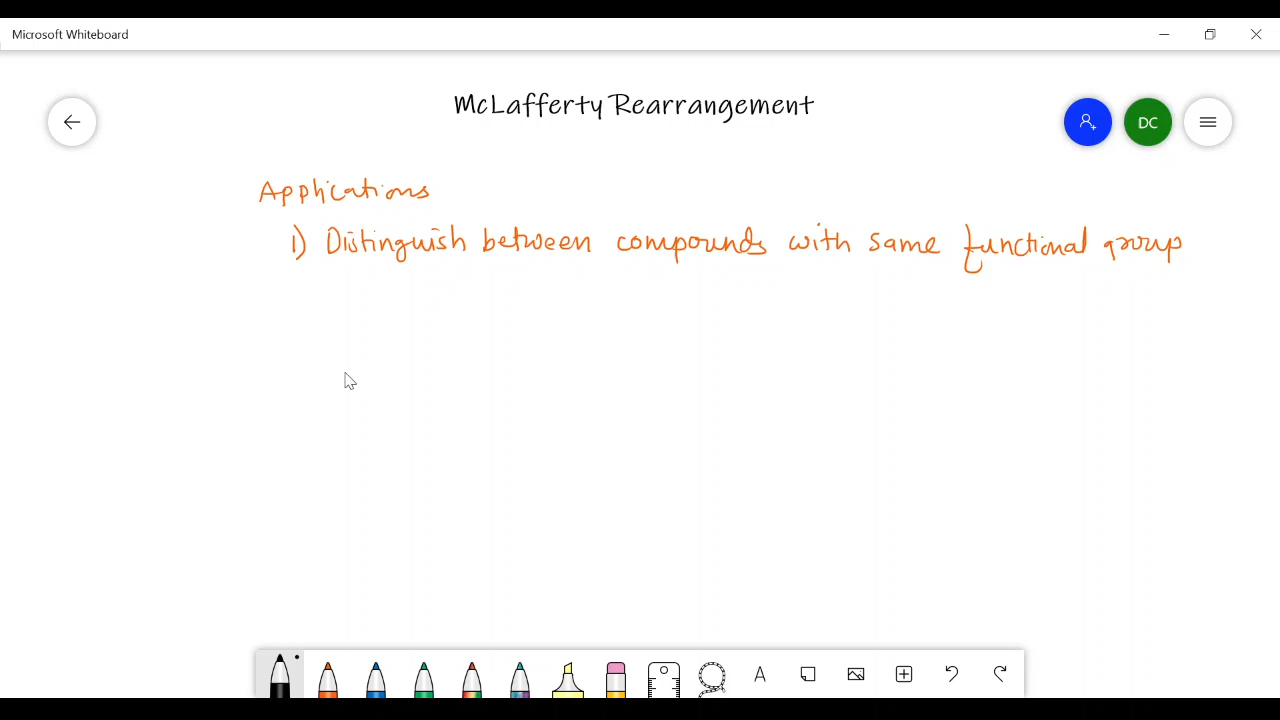 Microsoft Whiteboard
McLafferty Rearrangement
DC
Applications
1) Distinguish between compounds with same functional group
A